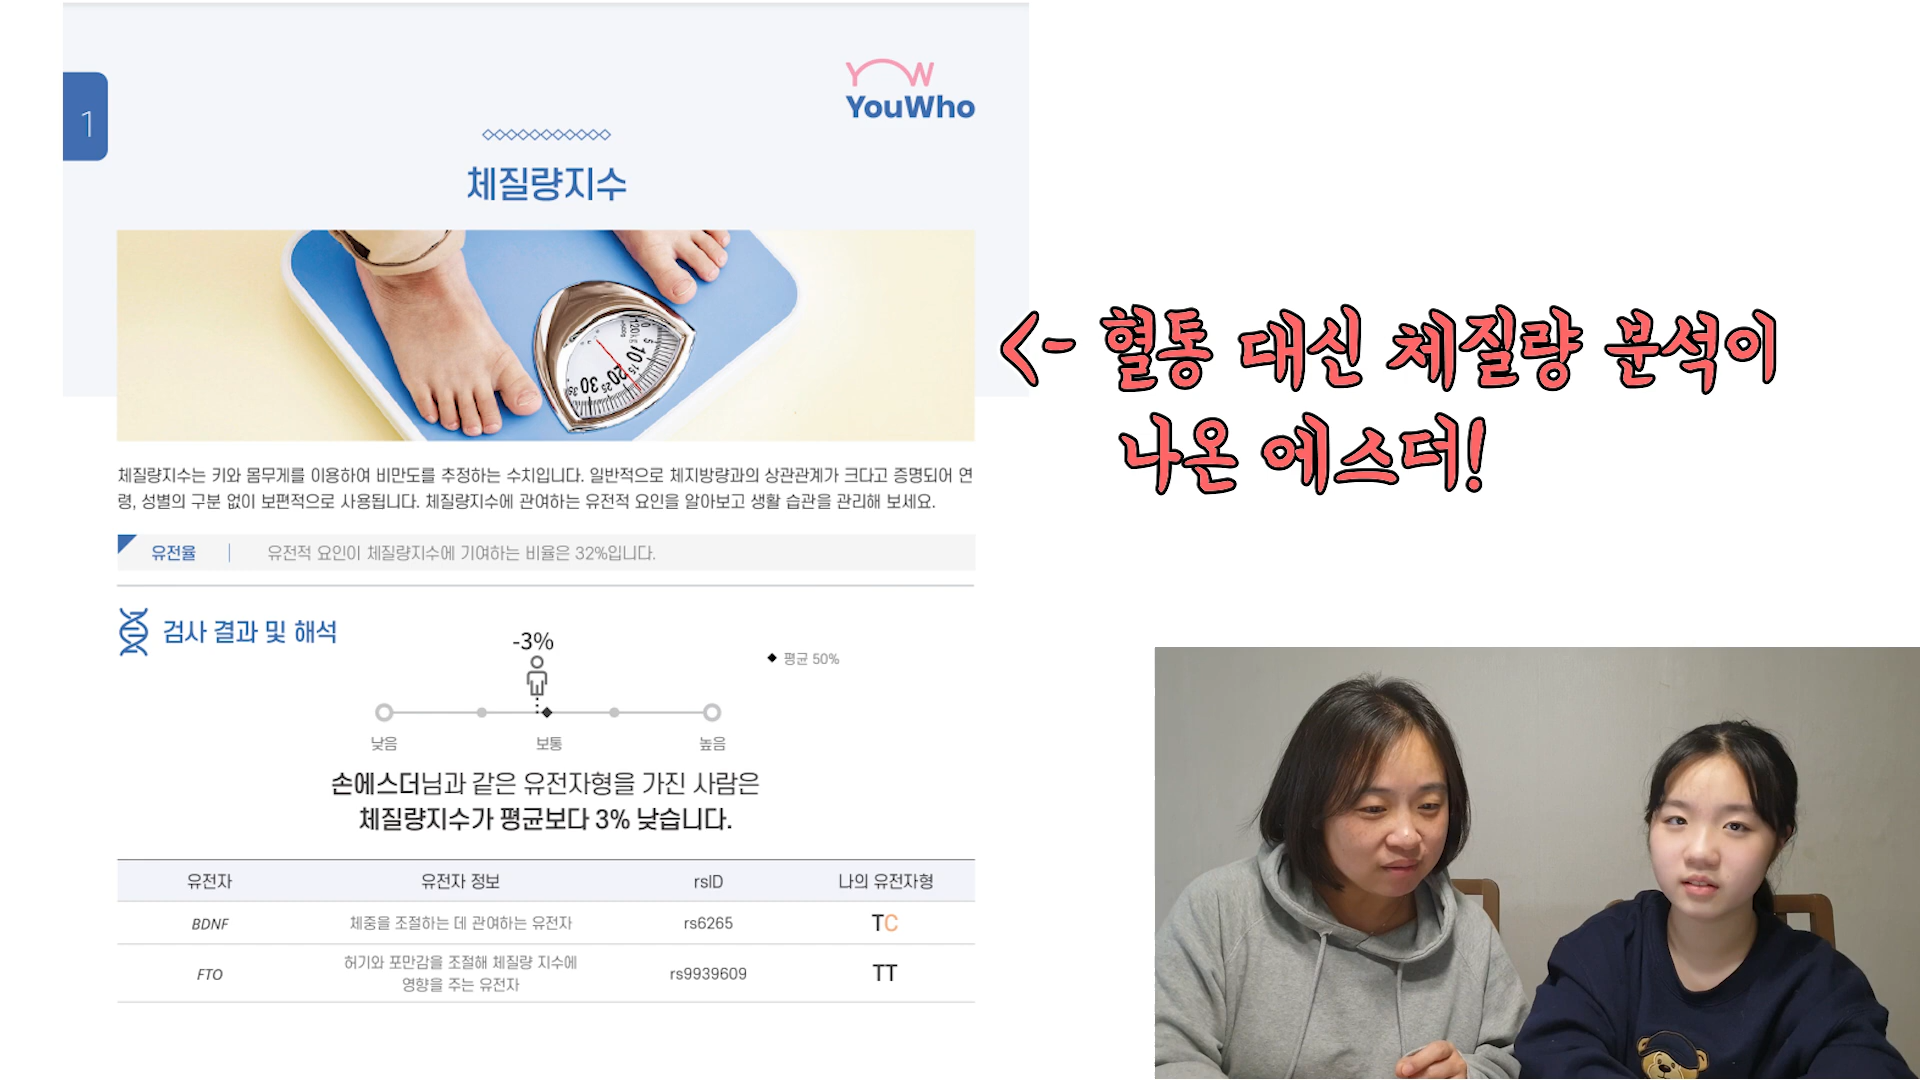 YW
YouWho
1
체질량지수
체질량지수는 키와 몸무게를 이용하여 비만도를 추정하는 수치입니다. 일반적으로 체지방량과의 상관관계가 크다고 증명되어 연
령, 성별의 구분 없이 보편적으로 사용됩니다. 체질량지수에 관여하는 유전적 요인을 알아보고 생활 습관을 관리해 보세요.
유전율 유전적 요인이 체질량지수에 기여하는 비율은 32%입니다.
검사 결과 및 해석
-3%
◆ 평균 50%
낮음 보통 높음
손에스더님과 같은 유전자형을 가진 사람은
체질량지수가 평균보다 3% 낮습니다.
유전자 유전자 정보 rsID 나의 유전자형
BDNF 체중을 조절하는 데 관여하는 유전자 rs6265 TC
FTO 허기와 포만감을 조절해 체질량 지수에
영향을 주는 유전자 rs9939609 TT
<- 혈통 대신 체질량 분석이
나온 에스더!